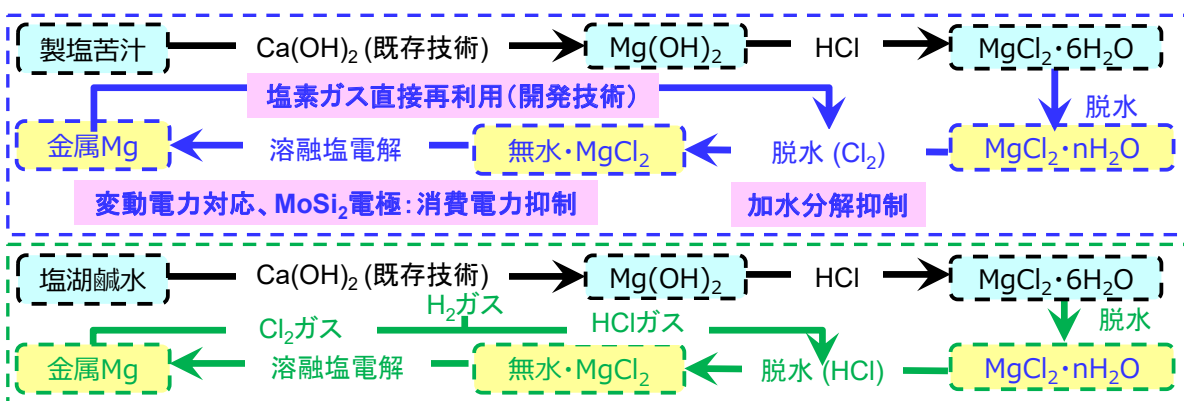 製塩苦汁 Ca(OH)₂ (既存技術) Mg(OH)₂ HCl MgCl₂・6H₂O
塩素ガス直接再利用(開発技術) 脱水
金属Mg 溶融塩電解 無水・MgCl₂ 脱水 (Cl₂) MgCl₂・nH₂O
変動電力対応、MoSi₂電極:消費電力抑制 加水分解抑制
塩湖鹹水 Ca(OH)₂ (既存技術) Mg(OH)₂ HCl MgCl₂・6H₂O
Cl₂ガス H₂ガス HClガス 脱水
金属Mg 溶融塩電解 無水・MgCl₂ 脱水 (HCl) MgCl₂・nH₂O